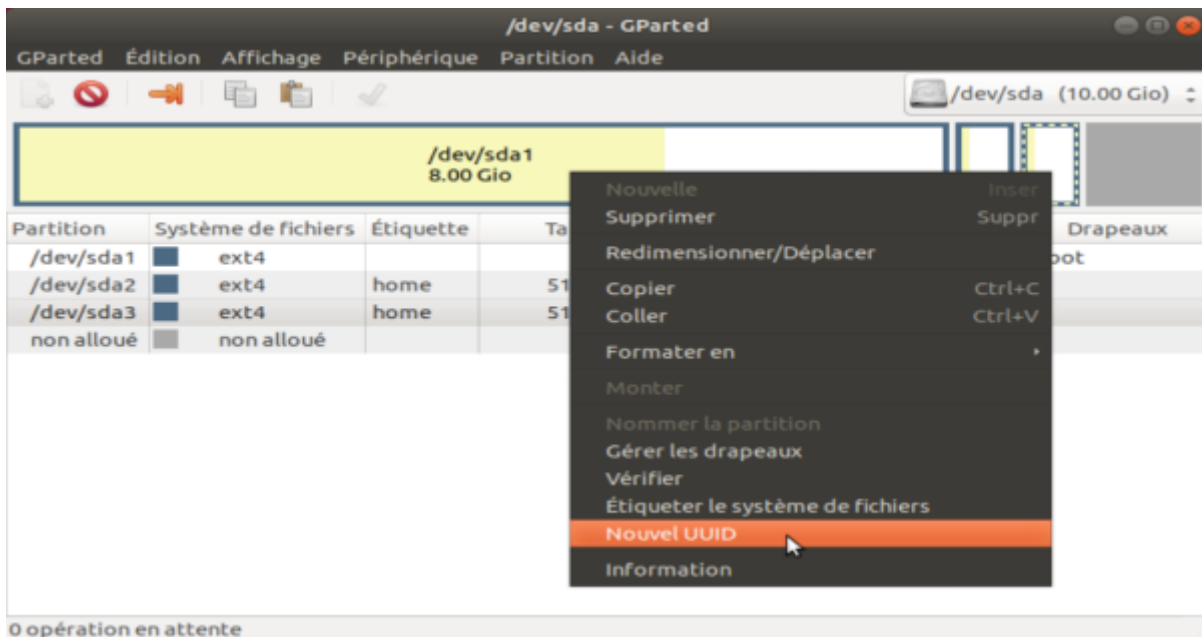 /dev/sda - GParted
GParted Édition Affichage Périphérique Partition Aide
/dev/sda (10.00 Gio)
/dev/sda1
8.00 Gio
Partition Système de fichiers Étiquette Ta Drapeaux
/dev/sda1 ext4 oot
/dev/sda2 ext4 home 51
/dev/sda3 ext4 home 51
non alloué non alloué
Nouvelle Inser
Supprimer Suppr
Redimensionner/Déplacer
Copier Ctrl+C
Coller Ctrl+V
Formater en
Monter
Nommer la partition
Gérer les drapeaux
Vérifier
Étiqueter le système de fichiers
Nouvel UUID
Information
0 opération en attente